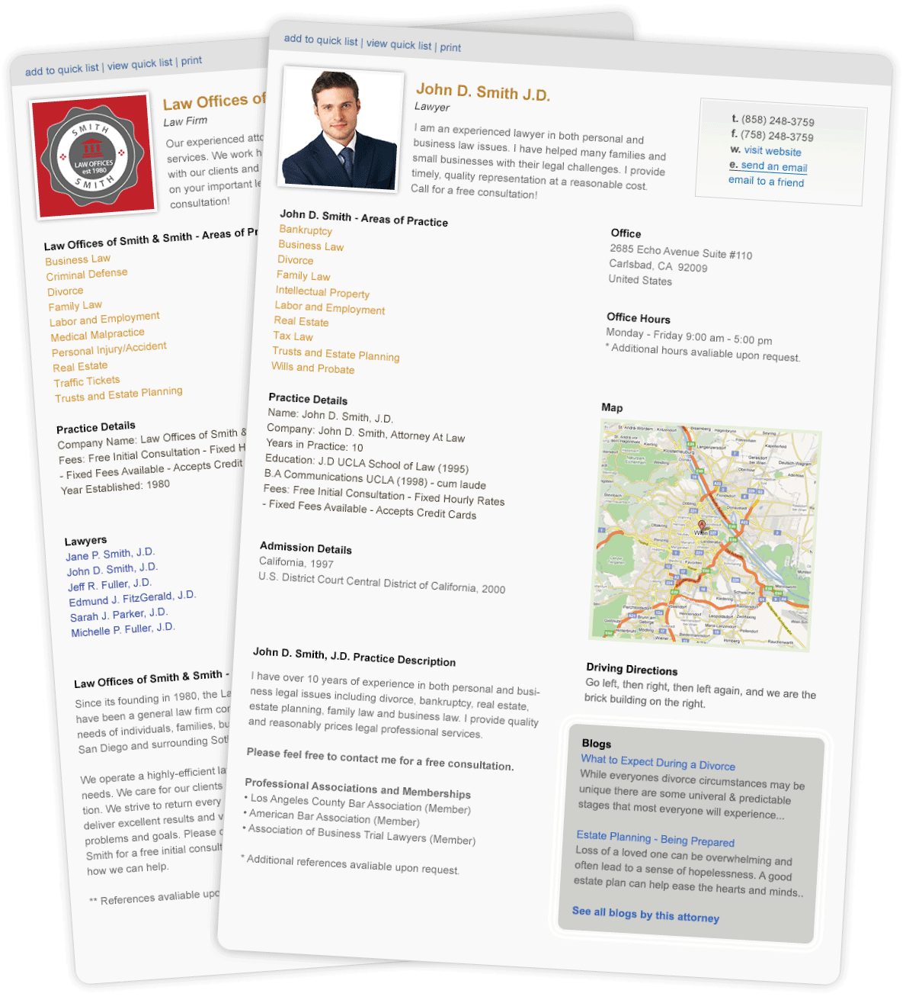 add to quick list | view quick list | print
Law Offices of
Law Firm
Our experienced atto
services. We work h
with our clients and
on your important le
consultation!
SMITH
LAW OFFICES
est 1980
SMITH
Law Offices of Smith & Smith - Areas of Pr
Business Law
Criminal Defense
Divorce
Family Law
Labor and Employment
Medical Malpractice
Personal Injury/Accident
Real Estate
Traffic Tickets
Trusts and Estate Planning
Practice Details
Company Name: Law Offices of Smith &
Fees: Free Initial Consultation - Fixed H
- Fixed Fees Available - Accepts Credit
Year Established: 1980
Lawyers
Jane P. Smith, J.D.
John D. Smith, J.D.
Jeff R. Fuller, J.D.
Edmund J. FitzGerald, J.D.
Sarah J. Parker, J.D.
Michelle P. Fuller, J.D.
Law Offices of Smith & Smith -
Since its founding in 1980, the La
have been a general law firm con
needs of individuals, families, bu
San Diego and surrounding Sout
We operate a highly-efficient la
needs. We care for our clients
tion. We strive to return every
deliver excellent results and v
problems and goals. Please c
Smith for a free initial consult
how we can help.
** References avaliable upo
add to quick list | view quick list | print
John D. Smith J.D.
Lawyer
I am an experienced lawyer in both personal and
business law issues. I have helped many families and
small businesses with their legal challenges. I provide
timely, quality representation at a reasonable cost.
Call for a free consultation!
t. (858) 248-3759
f. (758) 248-3759
w. visit website
e. send an email
email to a friend
John D. Smith - Areas of Practice
Bankruptcy
Business Law
Divorce
Family Law
Intellectual Property
Labor and Employment
Real Estate
Tax Law
Trusts and Estate Planning
Wills and Probate
Practice Details
Name: John D. Smith, J.D.
Company: John D. Smith, Attorney At Law
Years in Practice: 10
Education: J.D UCLA School of Law (1995)
B.A Communications UCLA (1998) - cum laude
Fees: Free Initial Consultation - Fixed Hourly Rates
- Fixed Fees Available - Accepts Credit Cards
Admission Details
California, 1997
U.S. District Court Central District of California, 2000
John D. Smith, J.D. Practice Description
I have over 10 years of experience in both personal and busi-
ness legal issues including divorce, bankruptcy, real estate,
estate planning, family law and business law. I provide quality
and reasonably prices legal professional services.
Please feel free to contact me for a free consultation.
Professional Associations and Memberships
• Los Angeles County Bar Association (Member)
• American Bar Association (Member)
• Association of Business Trial Lawyers (Member)
* Additional references avaliable upon request.
Office
2685 Echo Avenue Suite #110
Carlsbad, CA 92009
United States
Office Hours
Monday - Friday 9:00 am - 5:00 pm
* Additional hours avaliable upon request.
Map
Klosterneuburg
Langenzersdorf
Gerasdorf
bei Wien
Deutsch-Wagram
Floridsdorf
Döbling
Donaustadt
Ottakring
Wien
Penzing
Favoriten
Schwechat
Perchtoldsdorf
Mödling
Driving Directions
Go left, then right, then left again, and we are the
brick building on the right.
Blogs
What to Expect During a Divorce
While everyones divorce circumstances may be
unique there are some univeral & predictable
stages that most everyone will experience...
Estate Planning - Being Prepared
Loss of a loved one can be overwhelming and
often lead to a sense of hopelessness. A good
estate plan can help ease the hearts and minds..
See all blogs by this attorney